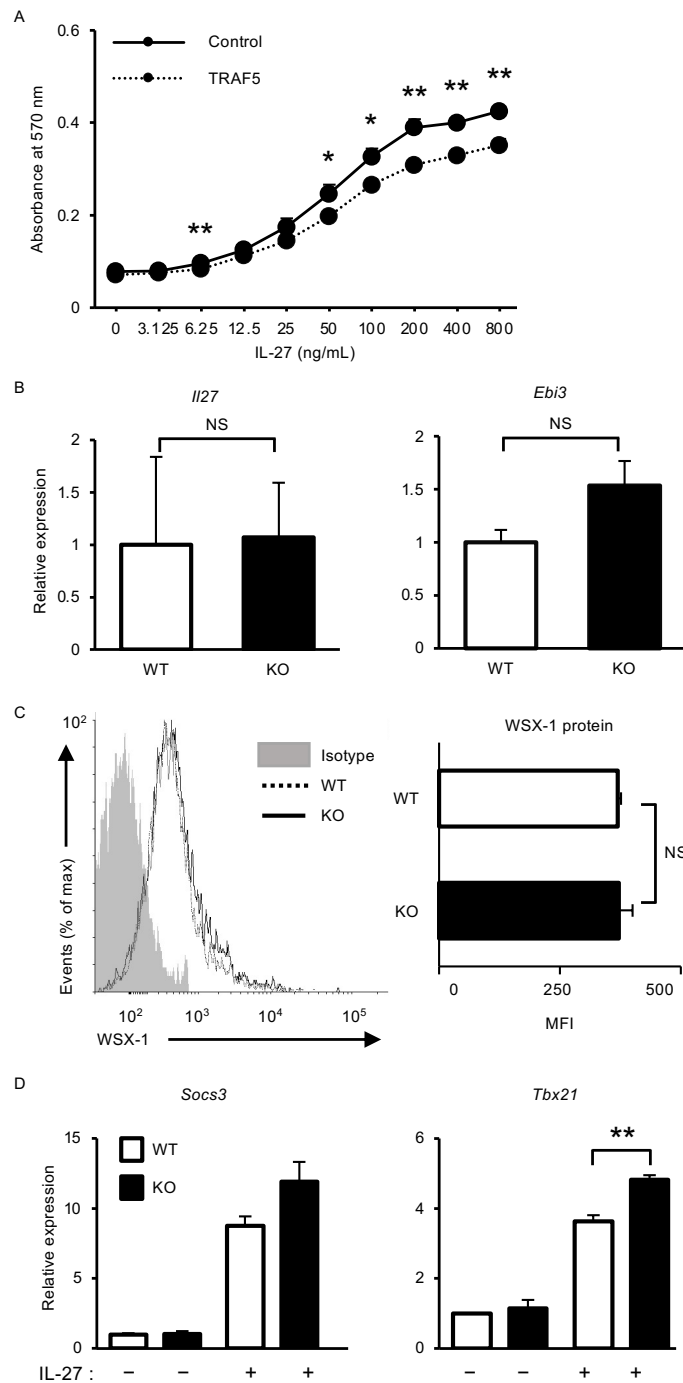 A
0.6
Control
TRAF5
** * * ** ** **
0.4
0.2
0
Absorbance at 570 nm
0 3.125 6.25 12.5 25 50 100 200 400 800
IL-27 (ng/mL)
B
Il27
NS
2
1.5
1
0.5
0
Relative expression
WT KO
Ebi3
NS
2
1.5
1
0.5
0
WT KO
C
10²
Events (% of max)
Isotype
WT
KO
10² 10³ 10⁴ 10⁵
WSX-1
WSX-1 protein
WT
KO
NS
0 250 500
MFI
D
Socs3
15
10
5
0
Relative expression
WT
KO
Tbx21
**
6
4
2
0
IL-27 : − − + + − − + +